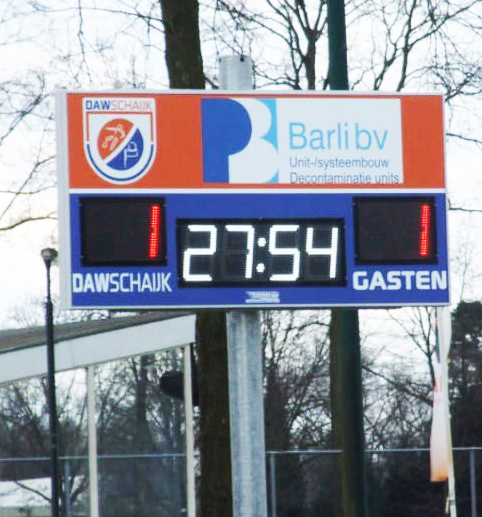 DAWSCHAIJK
Barli bv
Unit-/systeembouw
Decontaminatie units
1
27:54
1
DAWSCHAIJK
GASTEN